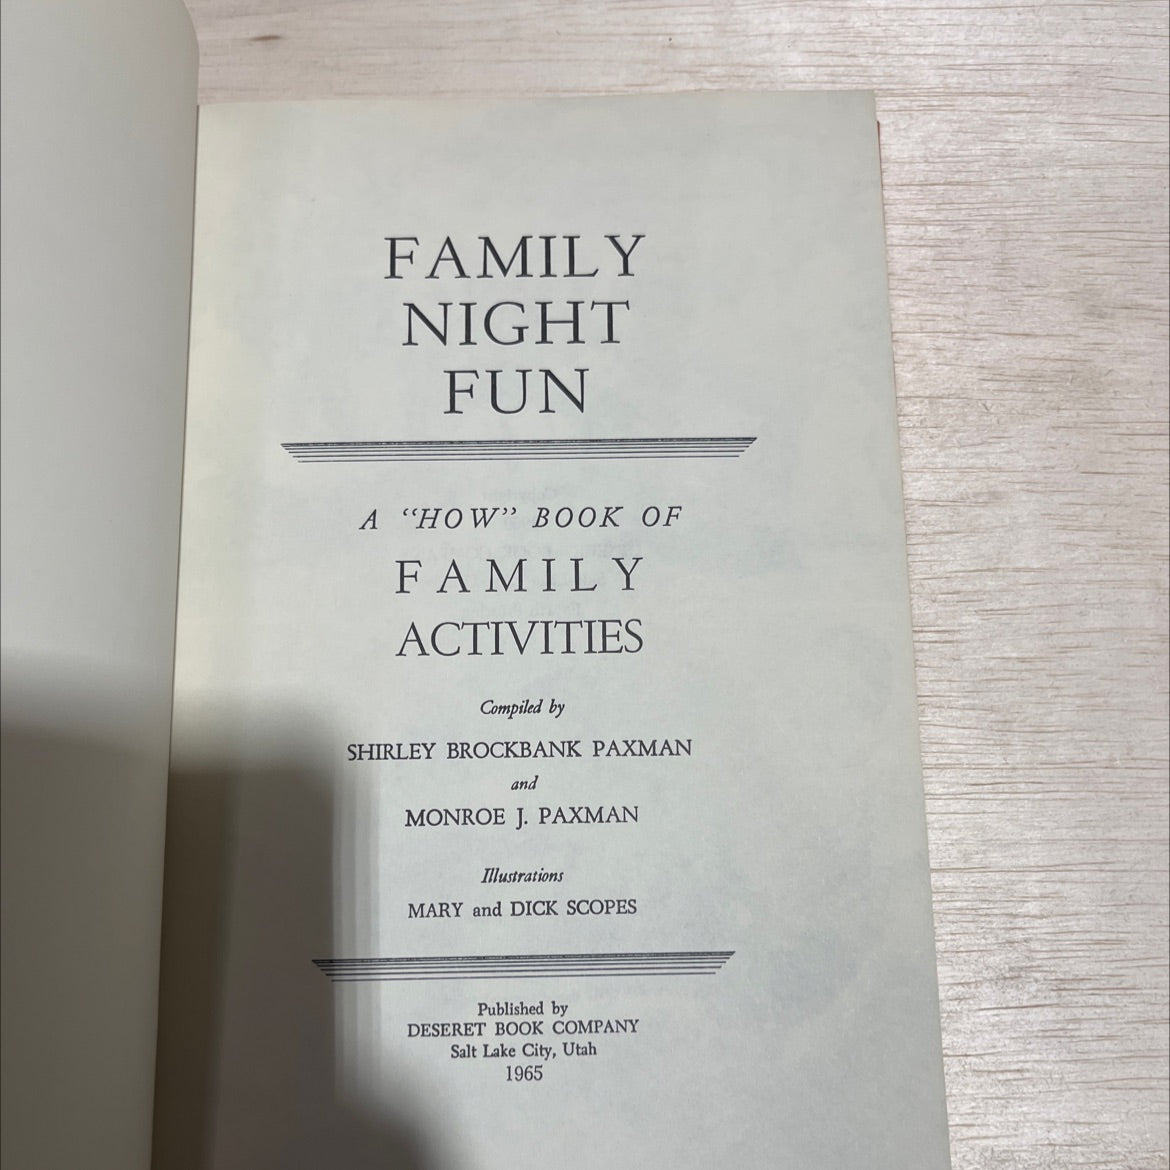 FAMILY
NIGHT
FUN
A “HOW” BOOK OF
FAMILY
ACTIVITIES
Compiled by
SHIRLEY BROCKBANK PAXMAN
and
MONROE J. PAXMAN
Illustrations
MARY and DICK SCOPES
Published by
DESERET BOOK COMPANY
Salt Lake City, Utah
1965